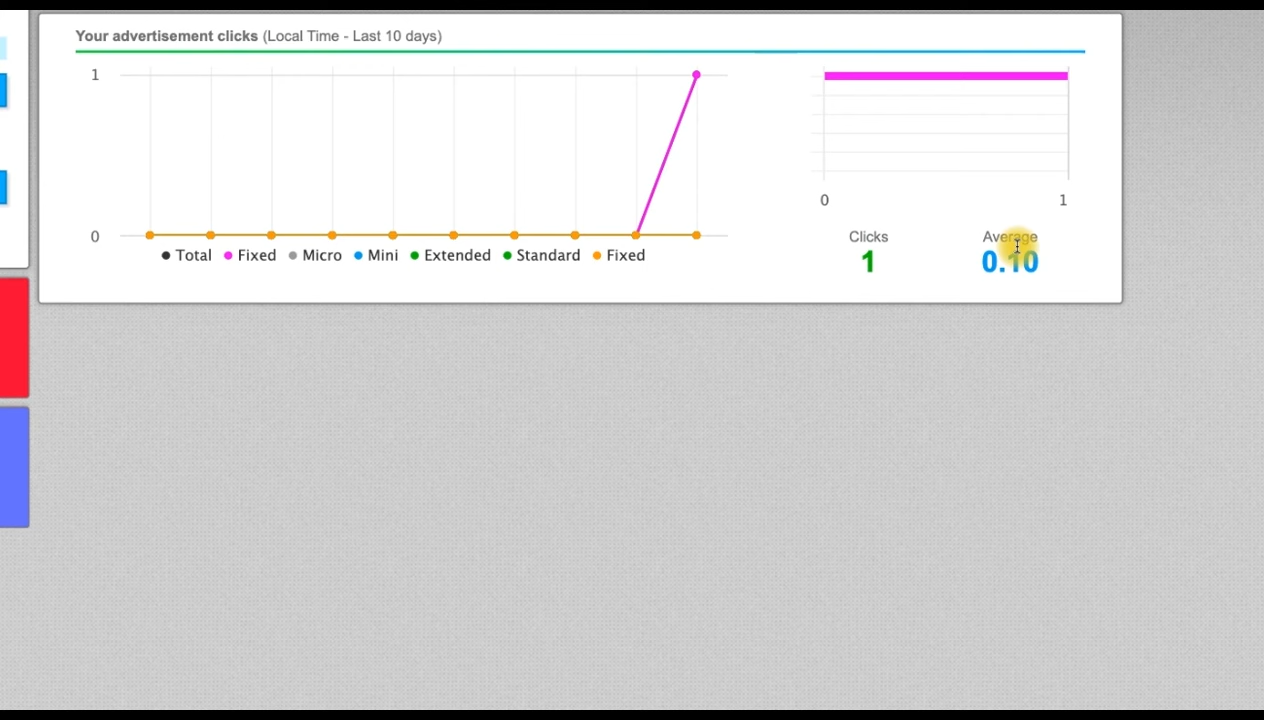 Your advertisement clicks (Local Time - Last 10 days)
1
0
Total Fixed Micro Mini Extended Standard Fixed
0 1
Clicks Average
1 0.10